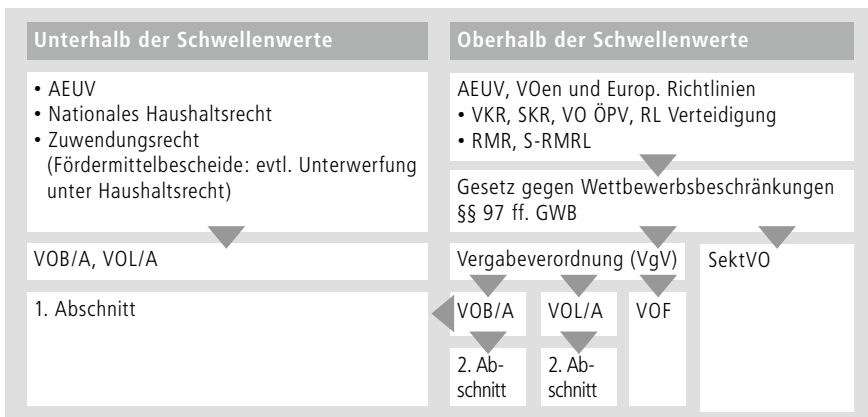 Unterhalb der Schwellenwerte
• AEUV
• Nationales Haushaltsrecht
• Zuwendungsrecht
(Fördermittelbescheide: evtl. Unterwerfung
unter Haushaltsrecht)
VOB/A, VOL/A
1. Abschnitt
Oberhalb der Schwellenwerte
AEUV, VOen und Europ. Richtlinien
• VKR, SKR, VO ÖPV, RL Verteidigung
• RMR, S-RMRL
Gesetz gegen Wettbewerbsbeschränkungen
§§ 97 ff. GWB
Vergabeverordnung (VgV)
SektVO
VOB/A
VOL/A
VOF
2. Ab-
schnitt
2. Ab-
schnitt